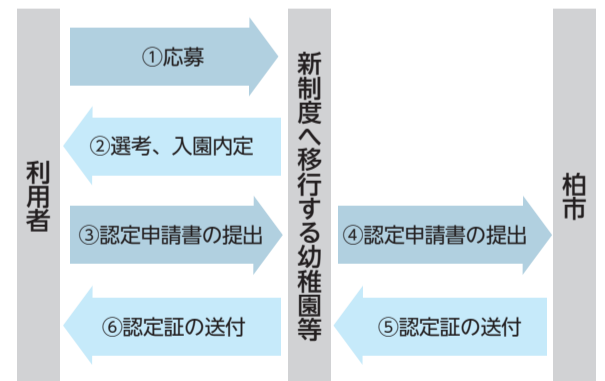 利用者
新制度へ移行する幼稚園等
柏市
①応募
②選考、入園内定
③認定申請書の提出
④認定申請書の提出
⑤認定証の送付
⑥認定証の送付